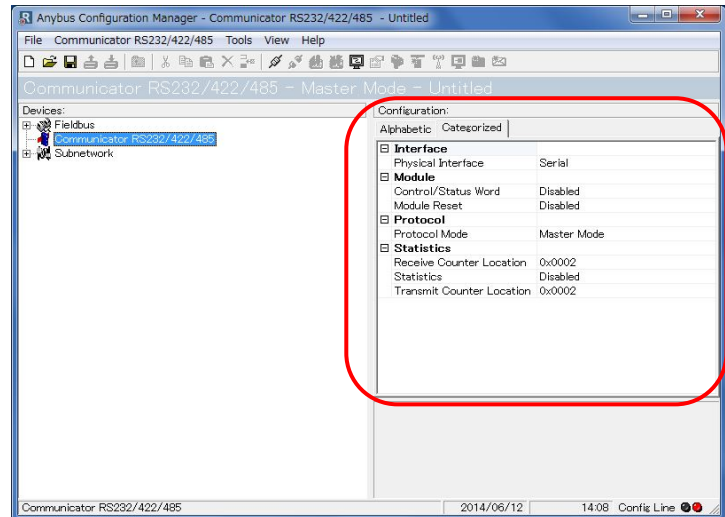 Anybus Configuration Manager - Communicator RS232/422/485 - Untitled
File Communicator RS232/422/485 Tools View Help
Communicator RS232/422/485 - Master Mode - Untitled
Devices:
Fieldbus
Communicator RS232/422/485
Subnetwork
Configuration:
Alphabetic Categorized
Interface
Physical Interface Serial
Module
Control/Status Word Disabled
Module Reset Disabled
Protocol
Protocol Mode Master Mode
Statistics
Receive Counter Location 0x0002
Statistics Disabled
Transmit Counter Location 0x0002
Communicator RS232/422/485 2014/06/12 14:08 Config Line